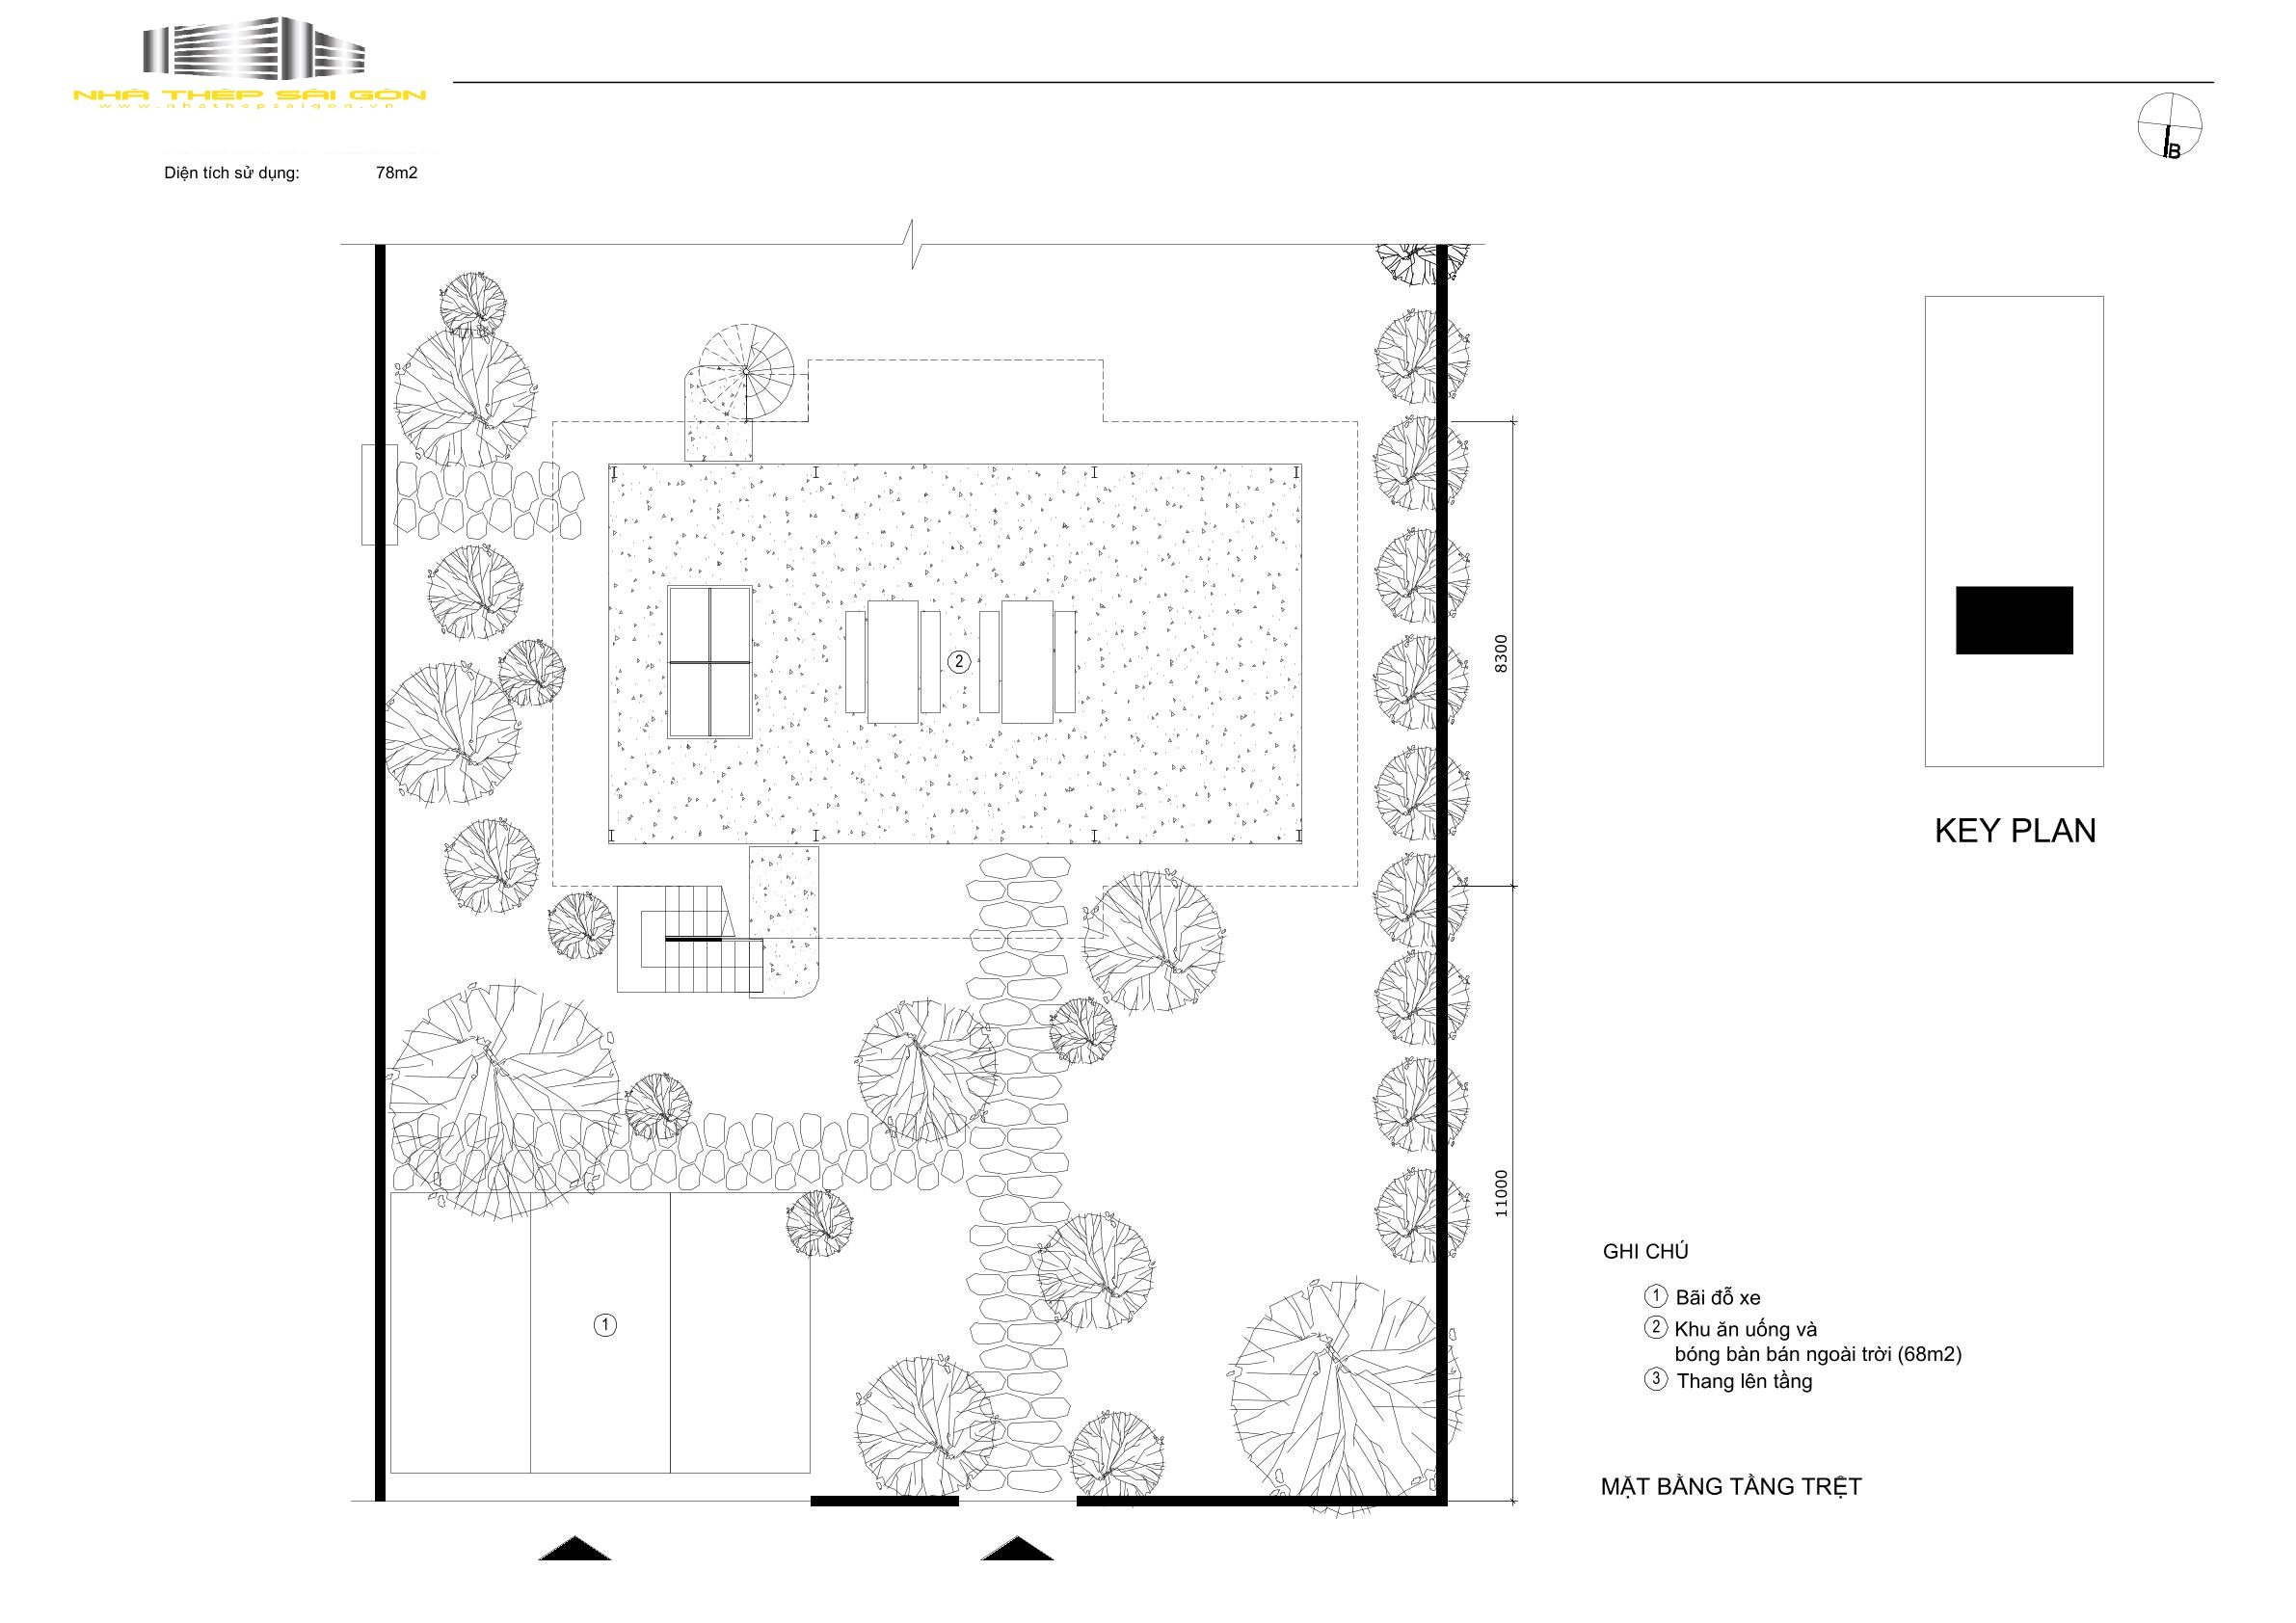 NHÀ THÉP SÀI GÒN
www.nhathepsaigon.vn
B
Diện tích sử dụng: 78m2
2
8300
KEY PLAN
11000
1
GHI CHÚ
1 Bãi đỗ xe
2 Khu ăn uống và
bóng bàn bán ngoài trời (68m2)
3 Thang lên tầng
MẶT BẰNG TẦNG TRỆT